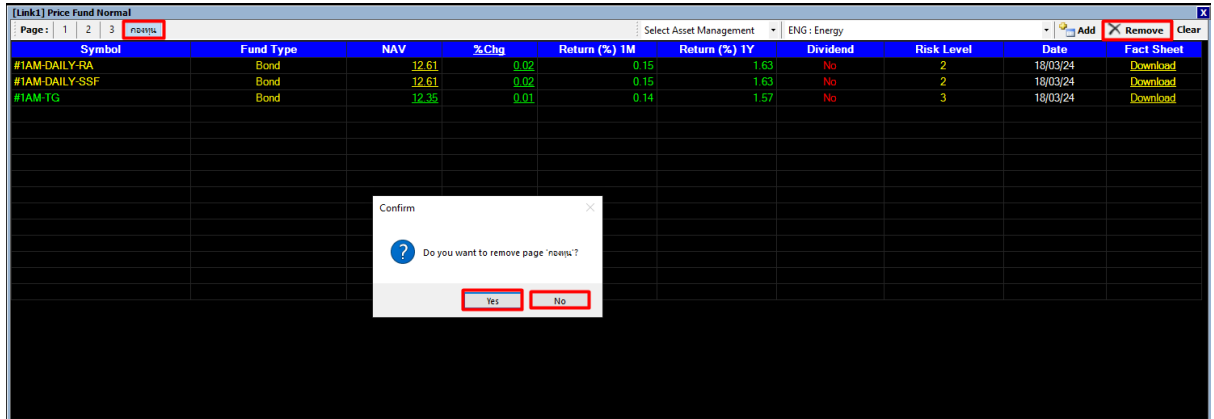 [Link1] Price Fund Normal X
Page : 1 2 3 กองทุน Select Asset Management ENG : Energy Add Remove Clear
Symbol Fund Type NAV %Chg Return (%) 1M Return (%) 1Y Dividend Risk Level Date Fact Sheet
#1AM-DAILY-RA Bond 12.61 0.02 0.15 1.63 No 2 18/03/24 Download
#1AM-DAILY-SSF Bond 12.61 0.02 0.15 1.63 No 2 18/03/24 Download
#1AM-TG Bond 12.35 0.01 0.14 1.57 No 3 18/03/24 Download
Confirm
Do you want to remove page 'กองทุน'?
Yes No